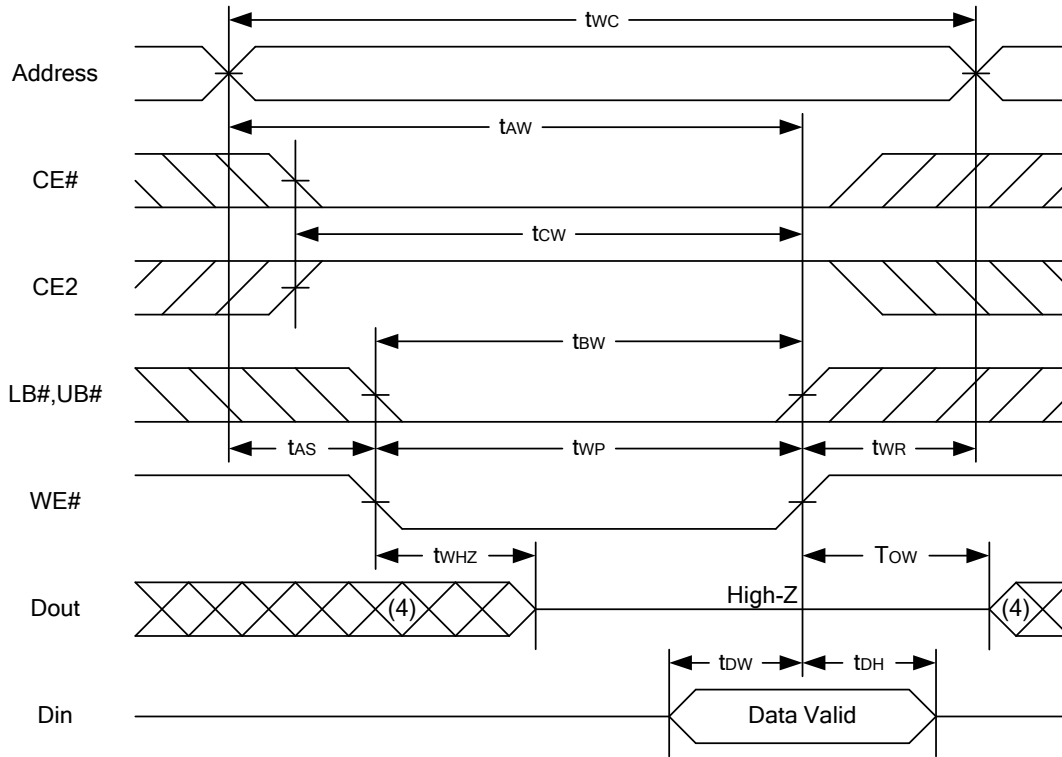 tWC
Address
tAW
CE#
tCW
CE2
tBW
LB#,UB#
tAS
tWP
tWR
WE#
tWHZ
TOW
Dout
(4)
High-Z
(4)
tDW
tDH
Din
Data Valid